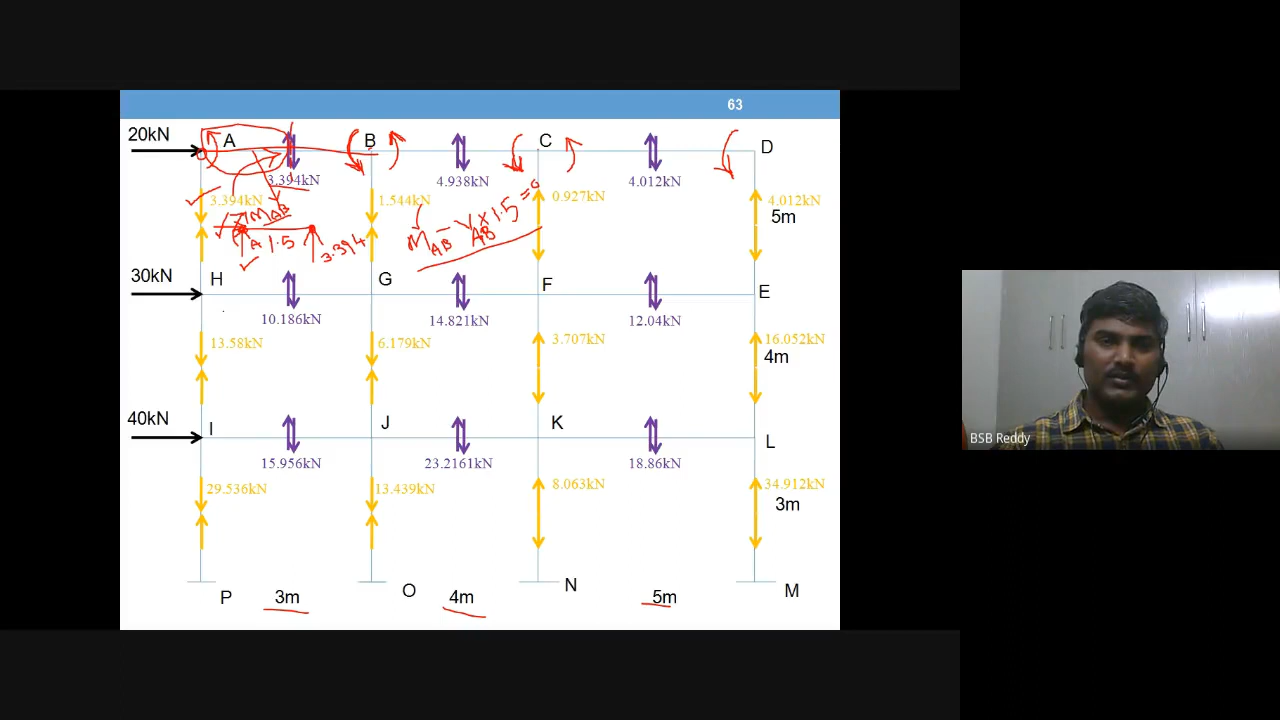 63
20kN A B C D
3.394kN 4.938kN 4.012kN
3.394kN 1.544kN 0.927kN 4.012kN
5m
MAB
A 1.5 3.394
MAB - VAB x 1.5 = 0
30kN H G F E
10.186kN 14.821kN 12.04kN
13.58kN 6.179kN 3.707kN 16.052kN
4m
40kN I J K L
15.956kN 23.2161kN 18.86kN
29.536kN 13.439kN 8.063kN 34.912kN
3m
P O N M
3m 4m 5m
BSB Reddy